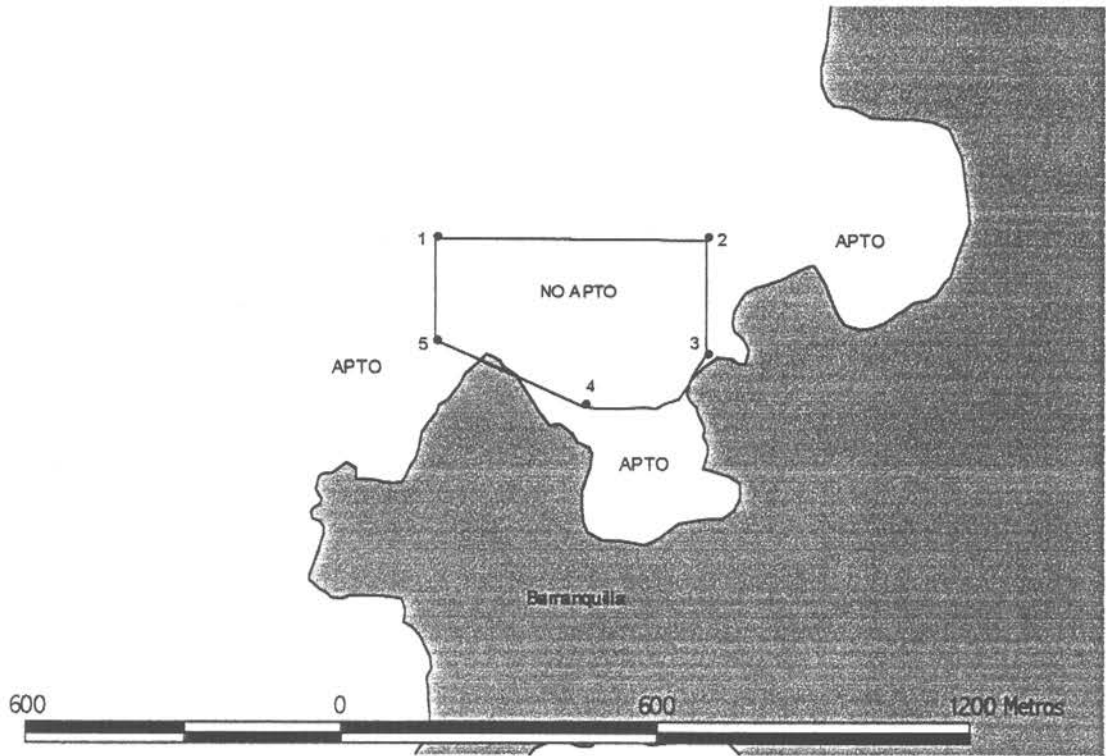 1
2
APTO
NO APTO
3
5
APTO
4
APTO
Barranquilla
600 0 600 1200 Metros